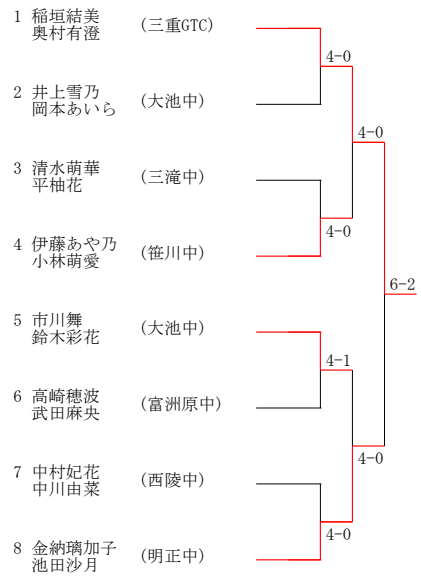 1 稲垣結美
奥村有澄
(三重GTC)
4-0
2 井上雪乃
岡本あいら
(大池中)
4-0
3 清水萌華
平柚花
(三滝中)
4-0
4 伊藤あや乃
小林萌愛
(笹川中)
6-2
5 市川舞
鈴木彩花
(大池中)
4-1
6 高崎穂波
武田麻央
(富洲原中)
4-0
7 中村妃花
中川由菜
(西陵中)
4-0
8 金納璃加子
池田沙月
(明正中)